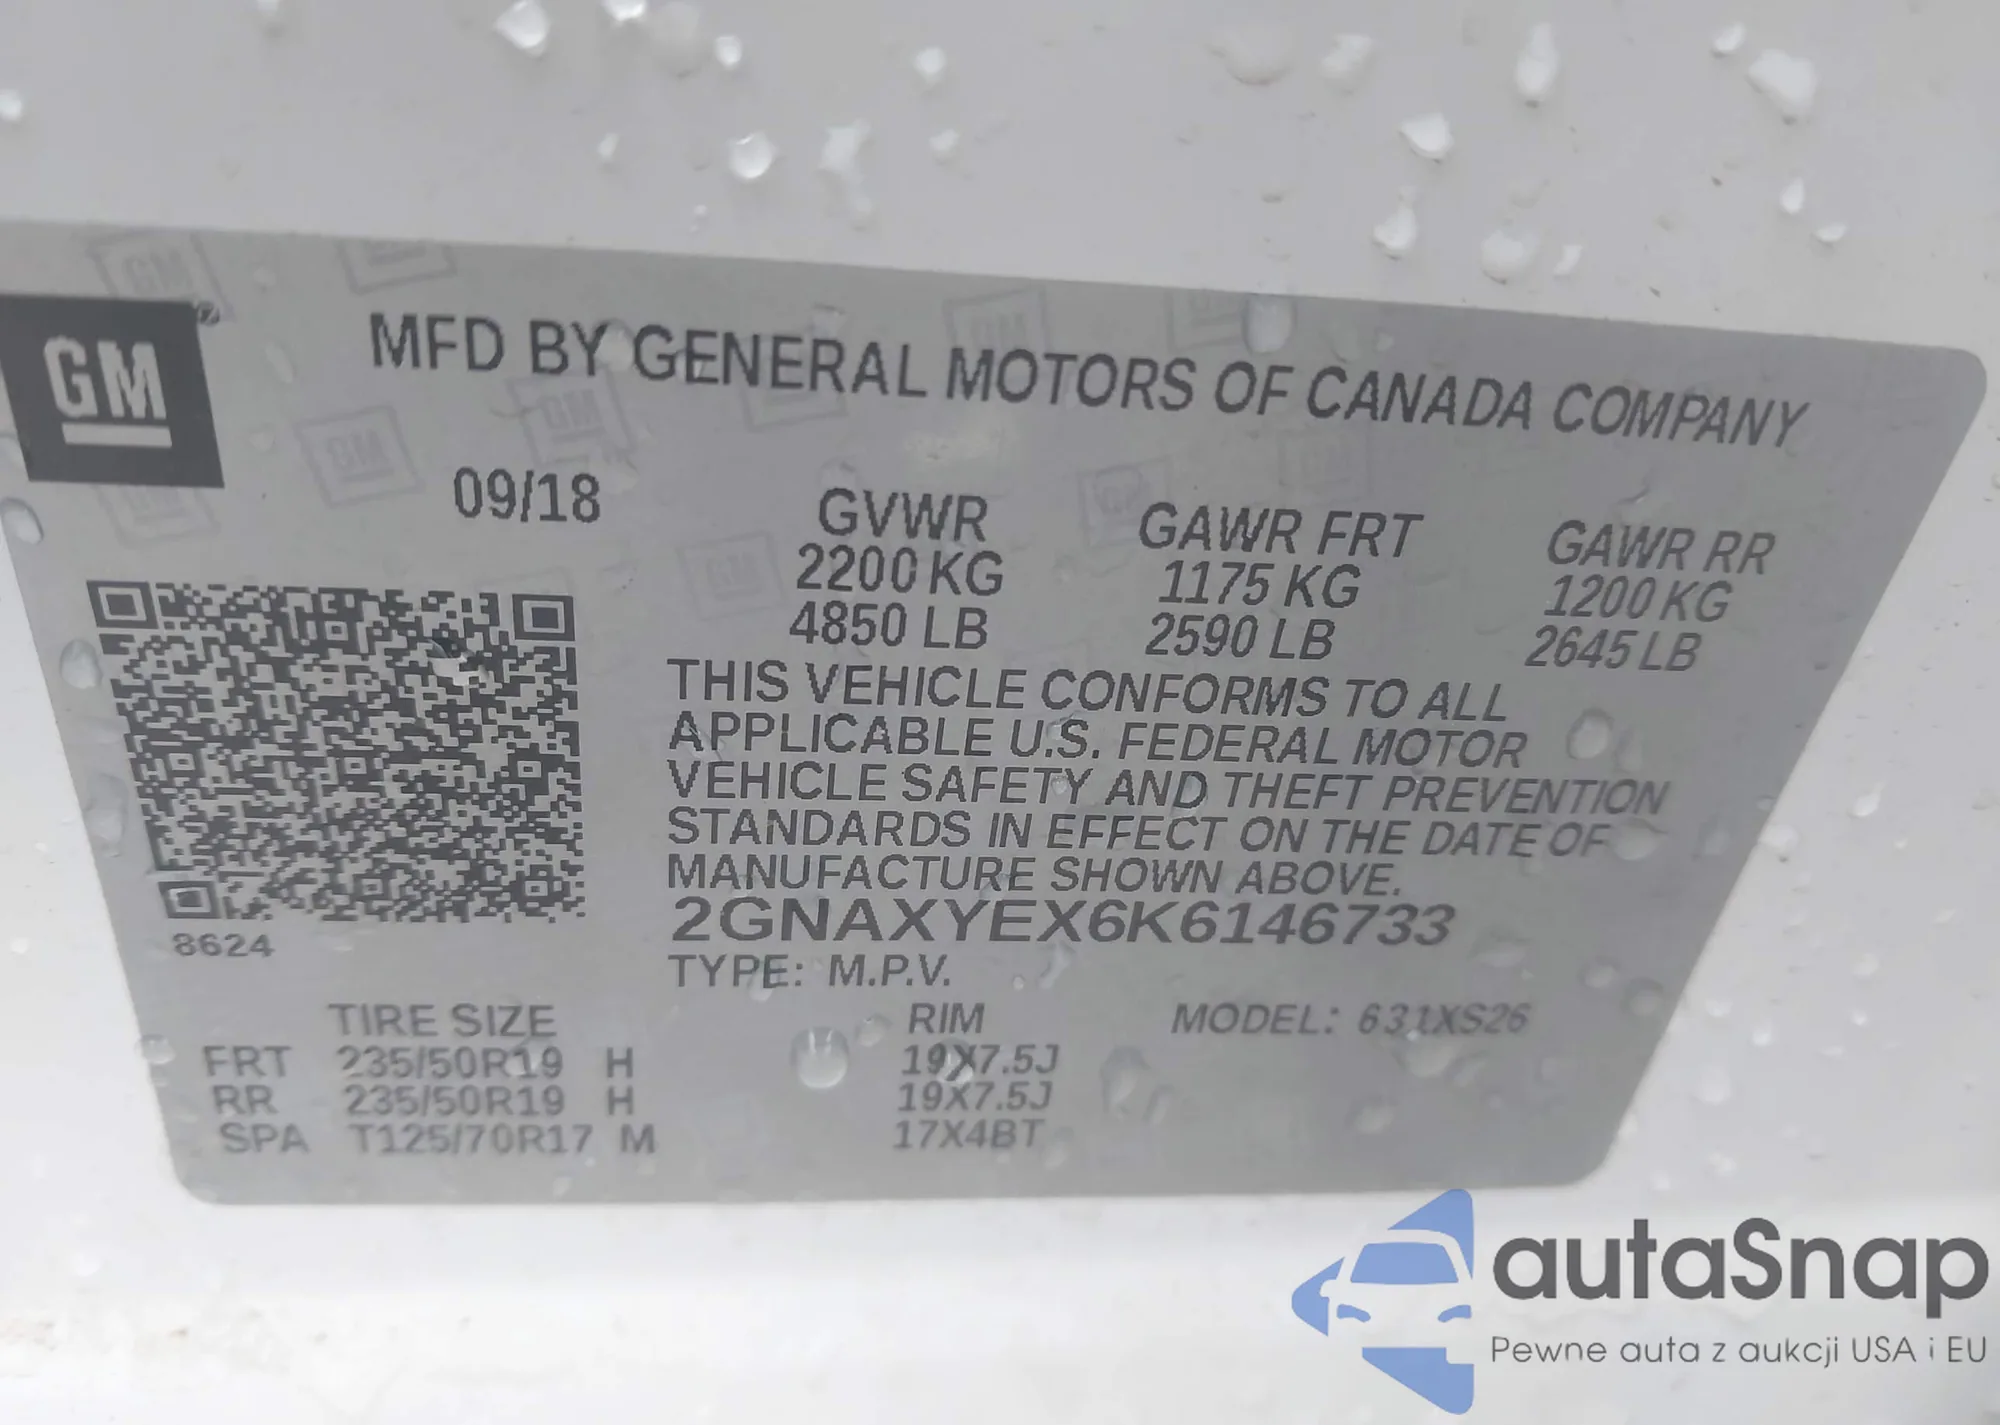 GM
MFD BY GENERAL MOTORS OF CANADA COMPANY
09/18
GVWR GAWR FRT GAWR RR
2200 KG 1175 KG 1200 KG
4850 LB 2590 LB 2645 LB
THIS VEHICLE CONFORMS TO ALL
APPLICABLE U.S. FEDERAL MOTOR
VEHICLE SAFETY AND THEFT PREVENTION
STANDARDS IN EFFECT ON THE DATE OF
MANUFACTURE SHOWN ABOVE.
2GNAXYEX6K6146733
8624
TYPE: M.P.V.
TIRE SIZE RIM MODEL: 631XS26
FRT 235/50R19 H 19X7.5J
RR 235/50R19 H 19X7.5J
SPA T125/70R17 M 17X4BT
autaSnap
Pewne auta z aukcji USA i EU